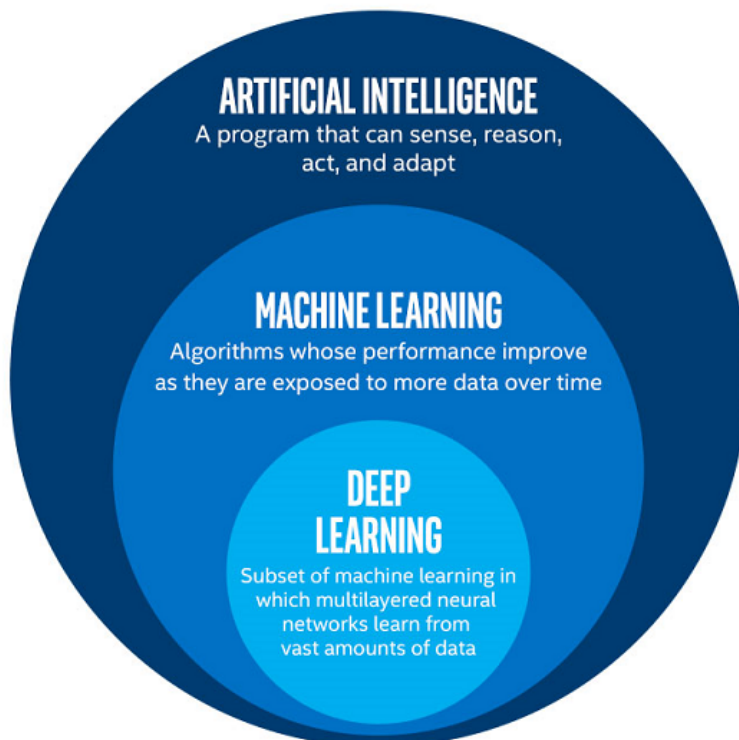 ARTIFICIAL INTELLIGENCE
A program that can sense, reason,
act, and adapt
MACHINE LEARNING
Algorithms whose performance improve
as they are exposed to more data over time
DEEP
LEARNING
Subset of machine learning in
which multilayered neural
networks learn from
vast amounts of data